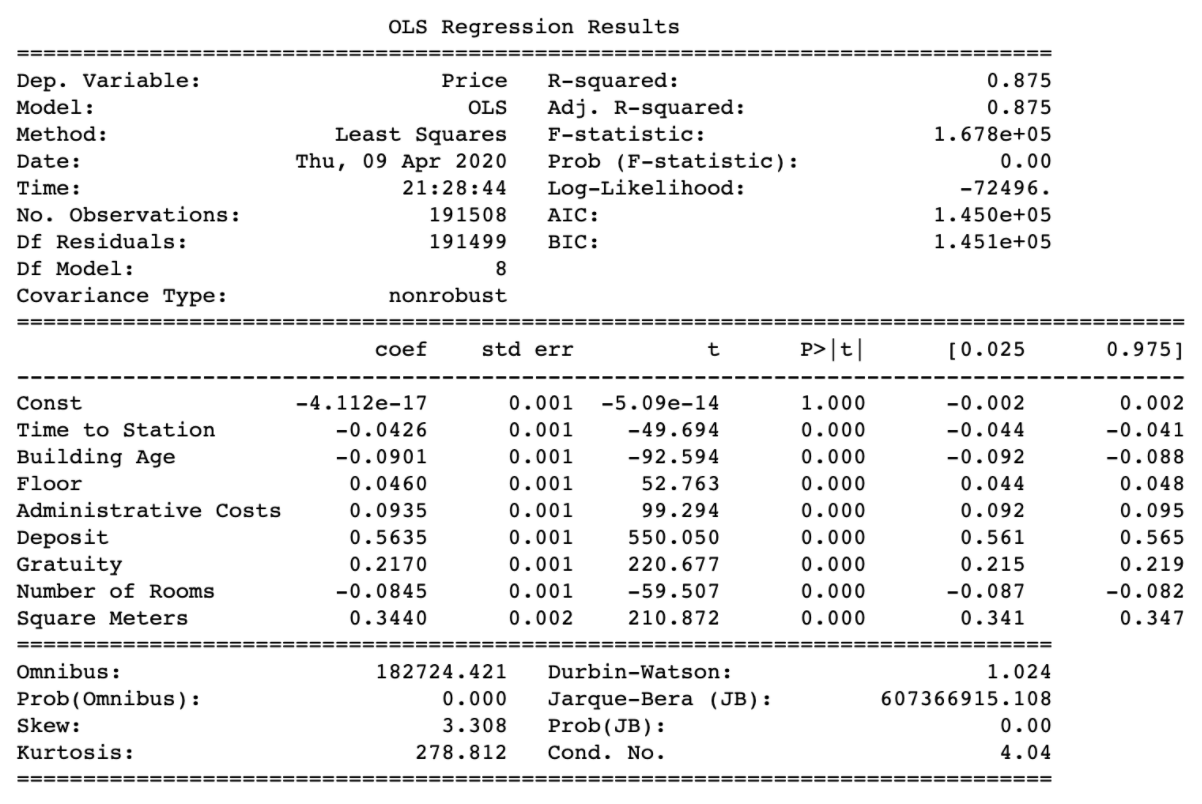 OLS Regression Results
==============================================================================
Dep. Variable: Price R-squared: 0.875
Model: OLS Adj. R-squared: 0.875
Method: Least Squares F-statistic: 1.678e+05
Date: Thu, 09 Apr 2020 Prob (F-statistic): 0.00
Time: 21:28:44 Log-Likelihood: -72496.
No. Observations: 191508 AIC: 1.450e+05
Df Residuals: 191499 BIC: 1.451e+05
Df Model: 8
Covariance Type: nonrobust
========================================================================================
coef std err t P>|t| [0.025 0.975]
----------------------------------------------------------------------------------------
Const -4.112e-17 0.001 -5.09e-14 1.000 -0.002 0.002
Time to Station -0.0426 0.001 -49.694 0.000 -0.044 -0.041
Building Age -0.0901 0.001 -92.594 0.000 -0.092 -0.088
Floor 0.0460 0.001 52.763 0.000 0.044 0.048
Administrative Costs 0.0935 0.001 99.294 0.000 0.092 0.095
Deposit 0.5635 0.001 550.050 0.000 0.561 0.565
Gratuity 0.2170 0.001 220.677 0.000 0.215 0.219
Number of Rooms -0.0845 0.001 -59.507 0.000 -0.087 -0.082
Square Meters 0.3440 0.002 210.872 0.000 0.341 0.347
==============================================================================
Omnibus: 182724.421 Durbin-Watson: 1.024
Prob(Omnibus): 0.000 Jarque-Bera (JB): 607366915.108
Skew: 3.308 Prob(JB): 0.00
Kurtosis: 278.812 Cond. No. 4.04
==============================================================================